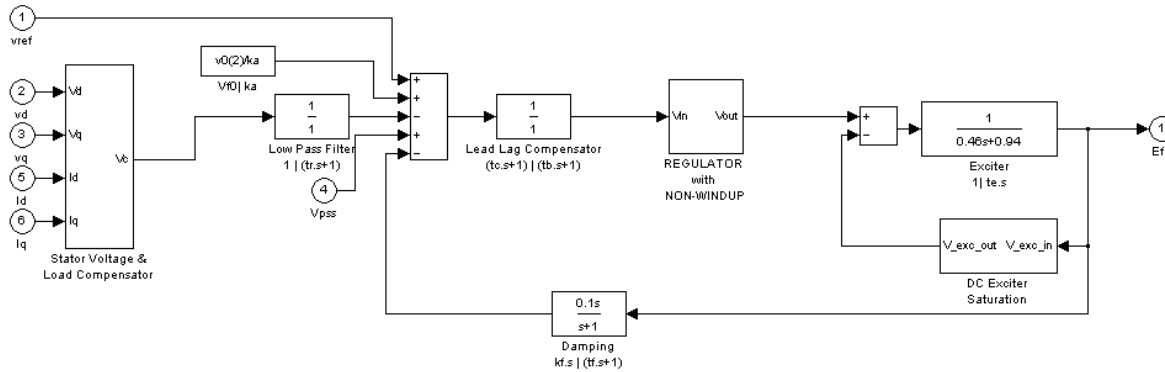 1
vref
v0(2)/ka
Vf0| ka
2
Vd
vd
3
Vq
vq
5
Id
Id
6
Iq
Iq
Vc
Stator Voltage &
Load Compensator
1
1
Low Pass Filter
1 | (tr.s+1)
4
Vpss
+
+
−
+
−
1
1
Lead Lag Compensator
(tc.s+1) | (tb.s+1)
Vin Vout
REGULATOR
with
NON-WINDUP
+
−
1
0.46s+0.94
Exciter
1| te.s
1
Ef
V_exc_out V_exc_in
DC Exciter
Saturation
0.1s
s+1
Damping
kf.s | (tf.s+1)